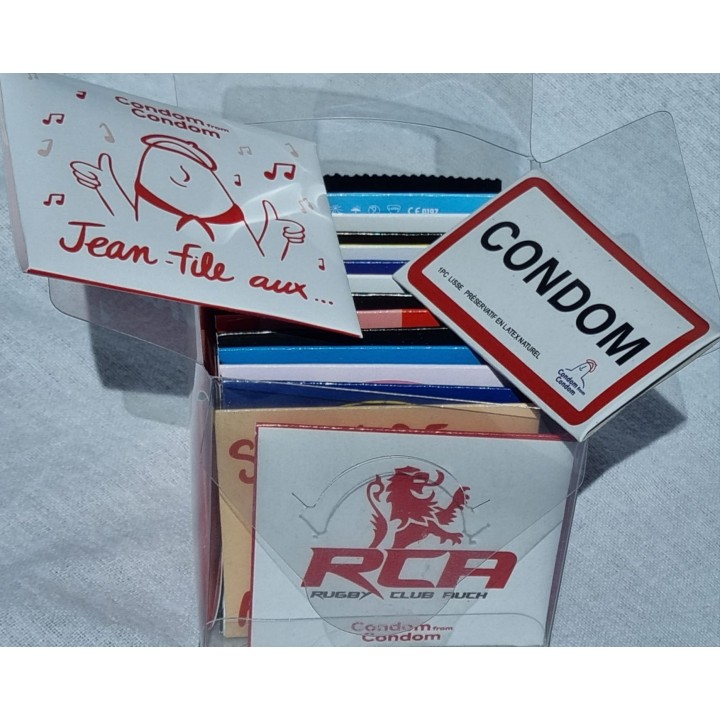 Condom from
Condom
Jean-file aux...
CE 0197
CONDOM
1PC LISSE PRÉSERVATIF EN LATEX NATUREL
Condom from
Condom
RCA
RUGBY CLUB AUCH
Condom from
Condom